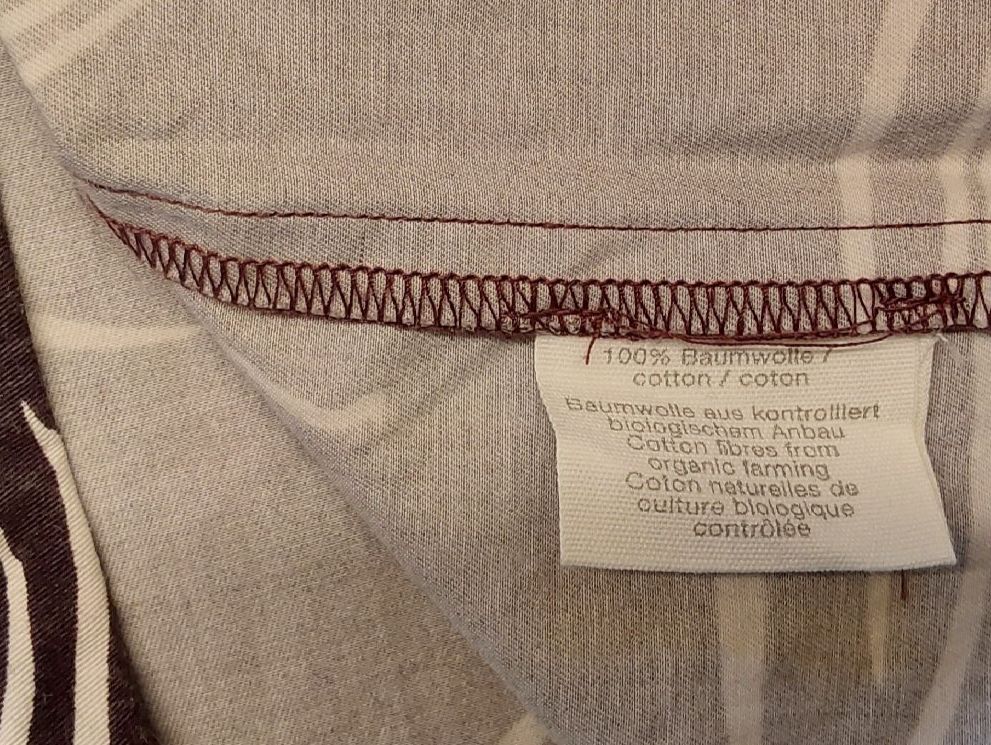 100% Baumwolle /
cotton / coton
Baumwolle aus kontrolliert
biologischem Anbau
Cotton fibres from
organic farming
Coton naturelles de
culture biologique
contrôlée